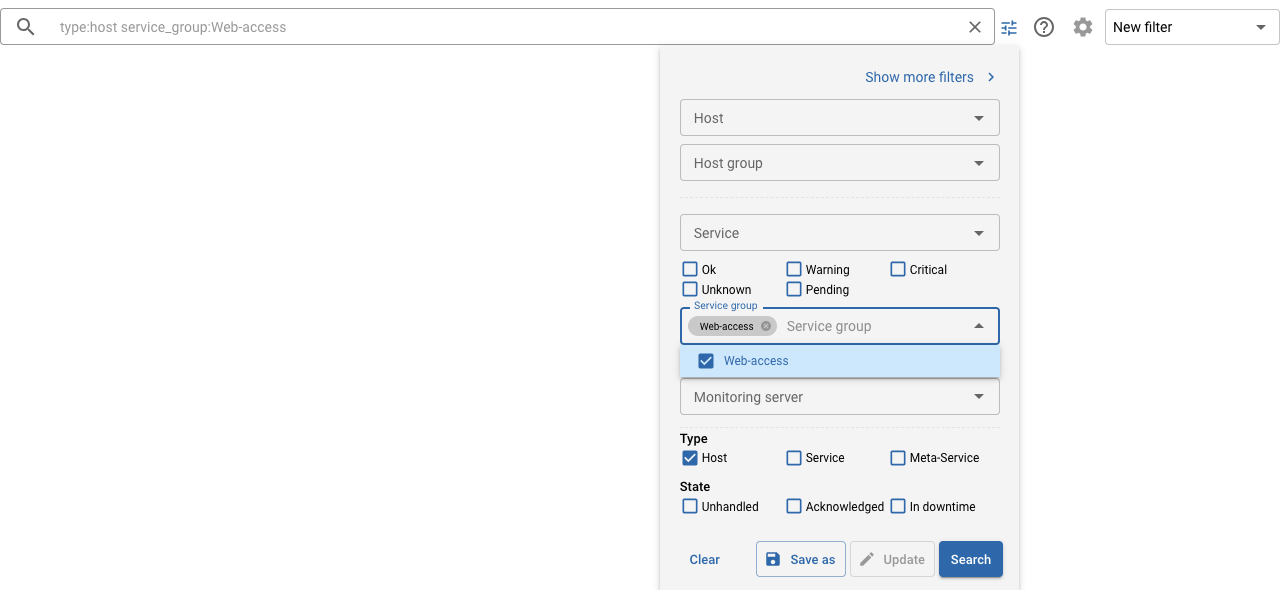 type:host service_group:Web-access
New filter
Show more filters
Host
Host group
Service
Ok Warning Critical
Unknown Pending
Service group
Web-access Service group
Web-access
Monitoring server
Type
Host Service Meta-Service
State
Unhandled Acknowledged In downtime
Clear Save as Update Search